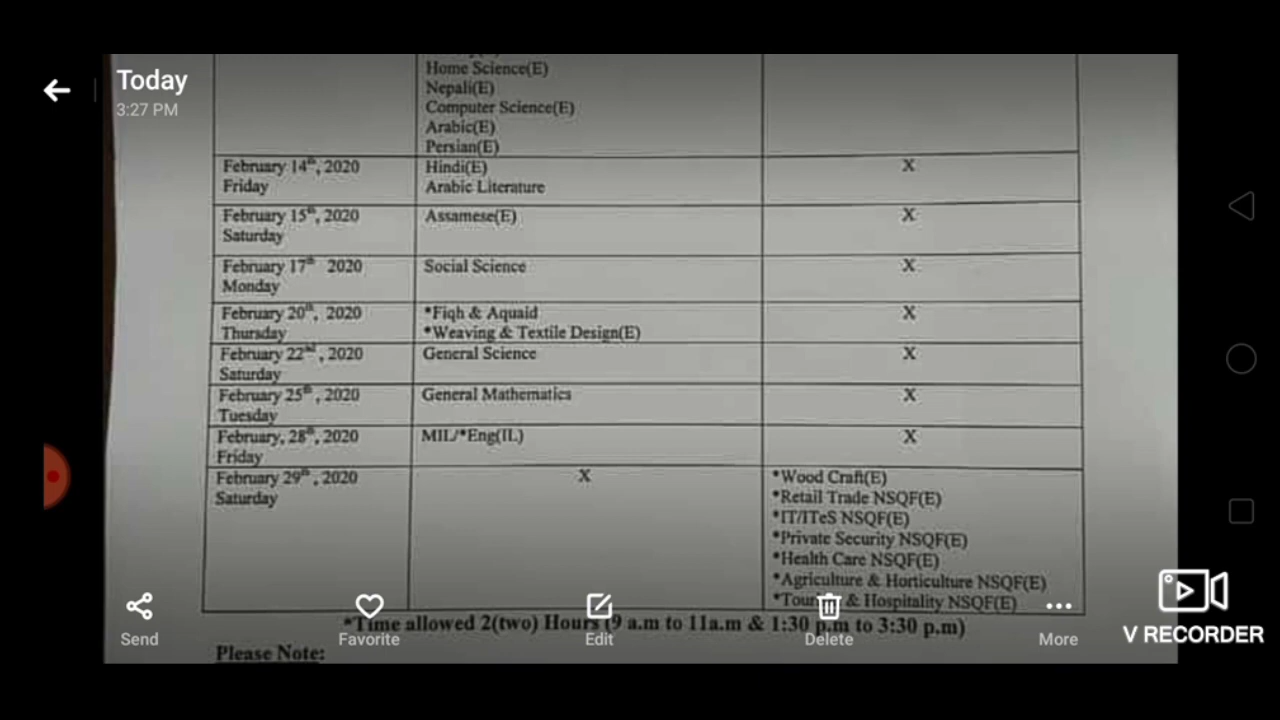 Today
3:27 PM
Home Science(E)
Nepali(E)
Computer Science(E)
Arabic(E)
Persian(E)
February 14th, 2020 Hindi(E) X
Friday Arabic Literature
February 15th, 2020 Assamese(E) X
Saturday
February 17th 2020 Social Science X
Monday
February 20th, 2020 *Fiqh & Aquaid X
Thursday *Weaving & Textile Design(E)
February 22nd , 2020 General Science X
Saturday
February 25th , 2020 General Mathematics X
Tuesday
February, 28th, 2020 MIL/*Eng(IL) X
Friday
February 29th , 2020 X *Wood Craft(E)
Saturday *Retail Trade NSQF(E)
*IT/ITeS NSQF(E)
*Private Security NSQF(E)
*Health Care NSQF(E)
*Agriculture & Horticulture NSQF(E)
& Hospitality NSQF(E)
*Time allowed 2(two) Hours (9 a.m to 11a.m & 1:30 p.m to 3:30 p.m)
Please Note:
Send
Favorite
Edit
Delete
More
V RECORDER